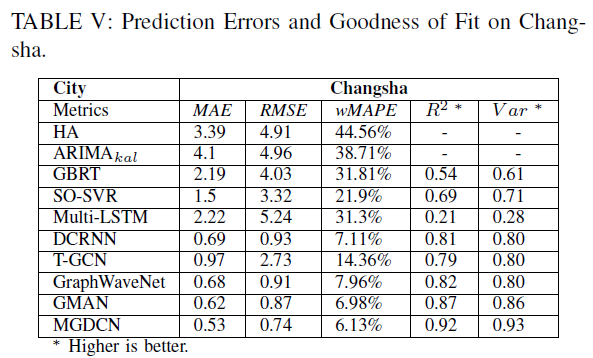 TABLE V: Prediction Errors and Goodness of Fit on Chang-
sha.
City Changsha
Metrics MAE RMSE wMAPE R² * Var *
HA 3.39 4.91 44.56% - -
ARIMAₖₐₗ 4.1 4.96 38.71% - -
GBRT 2.19 4.03 31.81% 0.54 0.61
SO-SVR 1.5 3.32 21.9% 0.69 0.71
Multi-LSTM 2.22 5.24 31.3% 0.21 0.28
DCRNN 0.69 0.93 7.11% 0.81 0.80
T-GCN 0.97 2.73 14.36% 0.79 0.80
GraphWaveNet 0.68 0.91 7.96% 0.82 0.80
GMAN 0.62 0.87 6.98% 0.87 0.86
MGDCN 0.53 0.74 6.13% 0.92 0.93
* Higher is better.